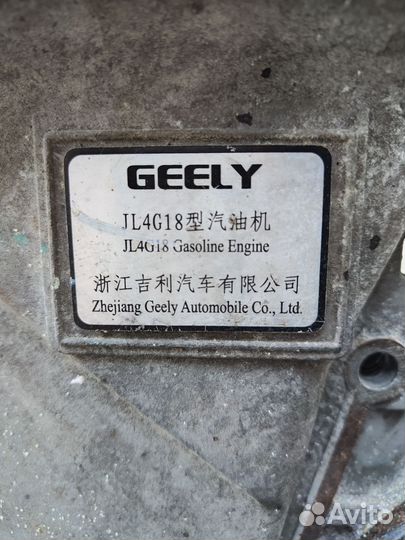 GEELY
JL4G18型汽油机
JL4G18 Gasoline Engine
浙江吉利汽车有限公司
Zhejiang Geely Automobile Co., Ltd.
Avito